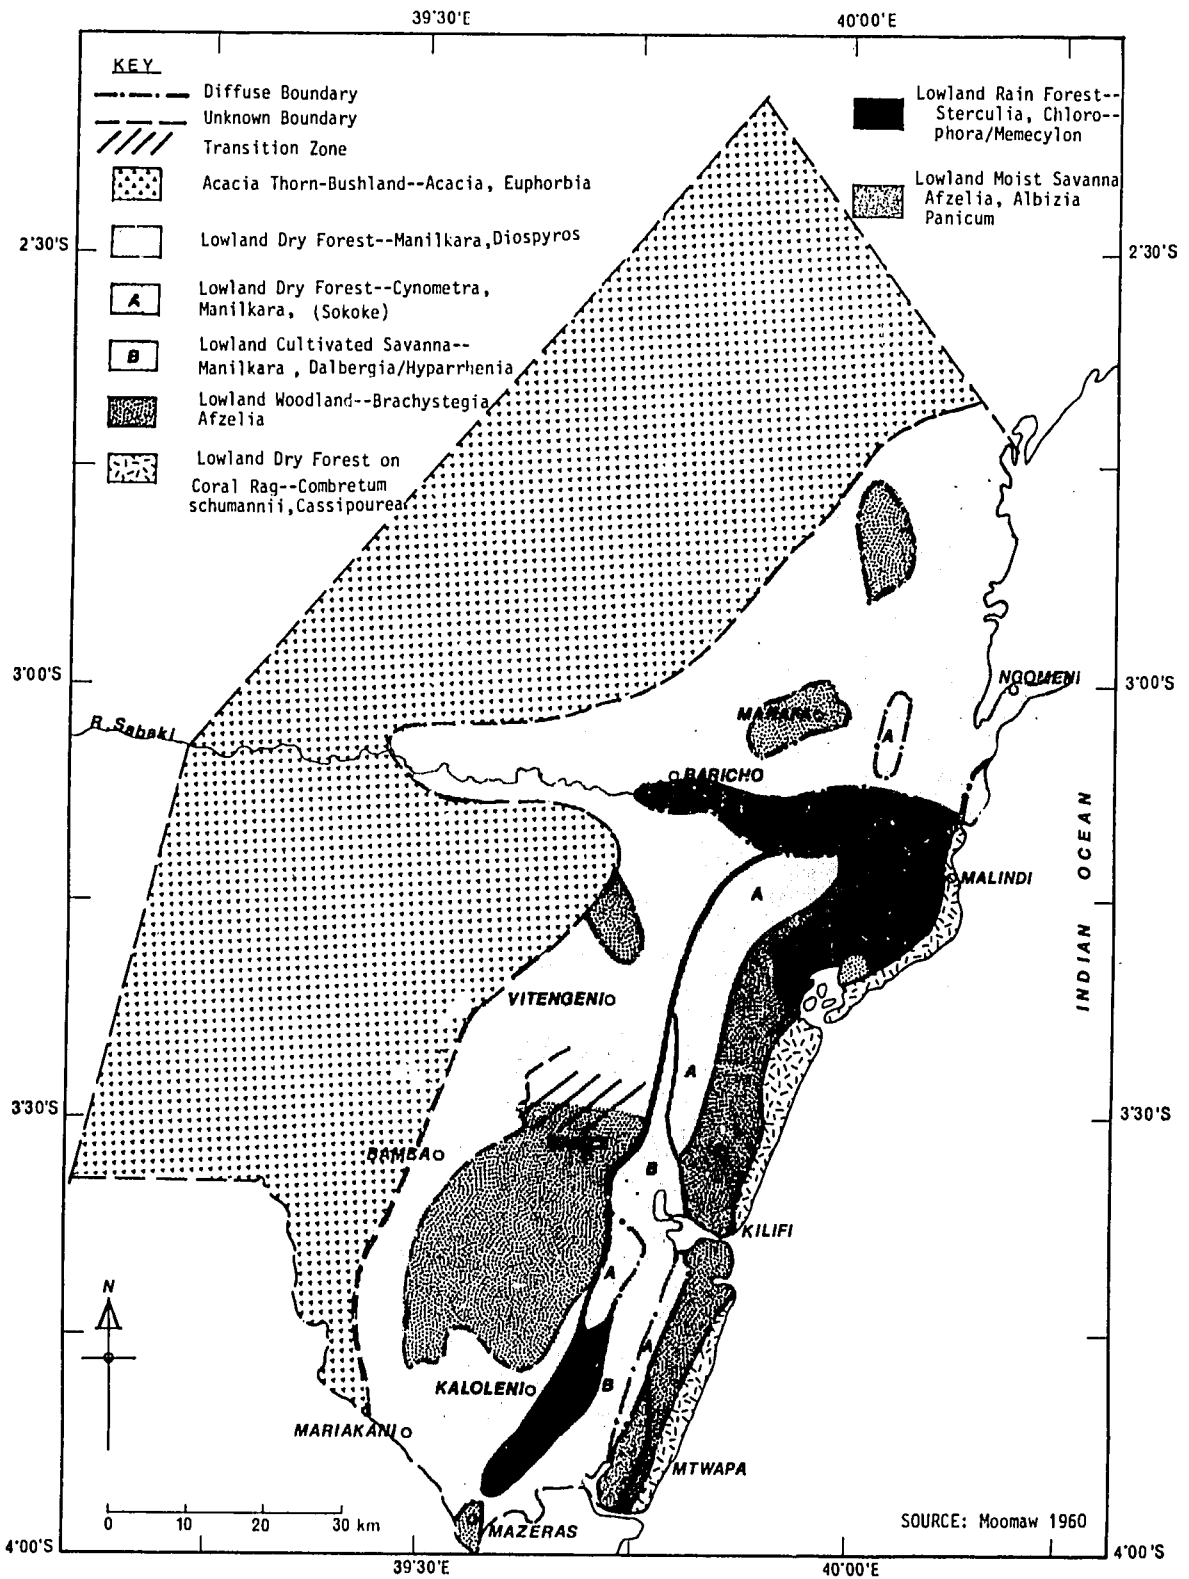 39°30'E
40°00'E
KEY
Diffuse Boundary
Unknown Boundary
Transition Zone
Acacia Thorn-Bushland--Acacia, Euphorbia
Lowland Dry Forest--Manilkara,Diospyros
A
Lowland Dry Forest--Cynometra,
Manilkara, (Sokoke)
B
Lowland Cultivated Savanna--
Manilkara , Dalbergia/Hyparrhenia
Lowland Woodland--Brachystegia
Afzelia
Lowland Dry Forest on
Coral Rag--Combretum
schumannii,Cassipourea
Lowland Rain Forest--
Sterculia, Chloro--
phora/Memecylon
Lowland Moist Savanna
Afzelia, Albizia
Panicum
2°30'S
2°30'S
3°00'S
3°00'S
R. Sabaki
NGOMENI
MARAFA
A
BARICHO
MALINDI
INDIAN OCEAN
A
VITENGENI
A
3°30'S
3°30'S
BAMBA
B
KILIFI
A
N
A
KALOLENI
B
MARIAKANI
MTWAPA
0 10 20 30 km
MAZERAS
SOURCE: Moomaw 1960
4°00'S
4°00'S
39°30'E
40°00'E